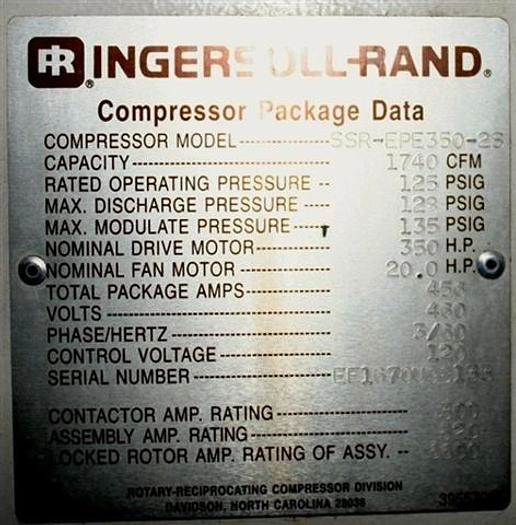 IR INGERSOLL-RAND®
Compressor Package Data
COMPRESSOR MODEL SSR-EPE350-2S
CAPACITY 1740 CFM
RATED OPERATING PRESSURE -- 125 PSIG
MAX. DISCHARGE PRESSURE 128 PSIG
MAX. MODULATE PRESSURE 135 PSIG
NOMINAL DRIVE MOTOR 350 H.P.
NOMINAL FAN MOTOR 20.0 H.P.
TOTAL PACKAGE AMPS
VOLTS 460
PHASE/HERTZ 3/60
CONTROL VOLTAGE 120
SERIAL NUMBER
CONTACTOR AMP. RATING
ASSEMBLY AMP. RATING
LOCKED ROTOR AMP. RATING OF ASSY. --
ROTARY-RECIPROCATING COMPRESSOR DIVISION
DAVIDSON, NORTH CAROLINA 28036